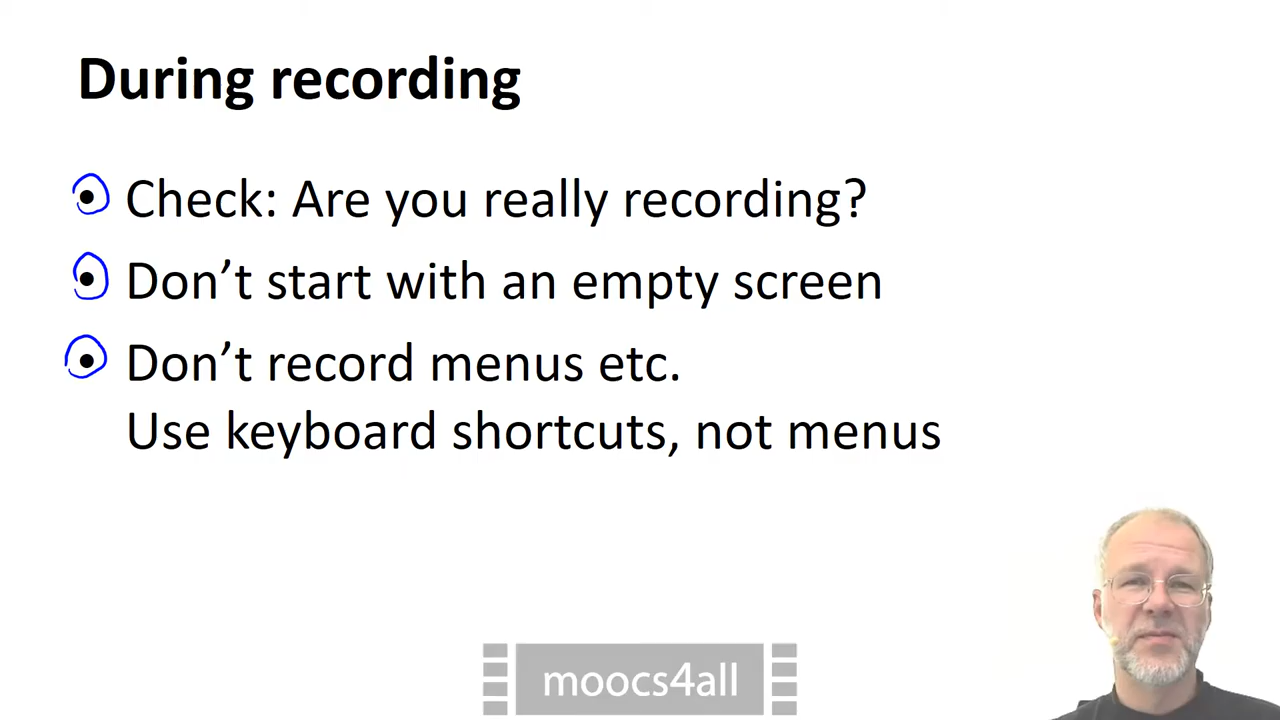 During recording
• Check: Are you really recording?
• Don’t start with an empty screen
• Don’t record menus etc.
Use keyboard shortcuts, not menus
moocs4all